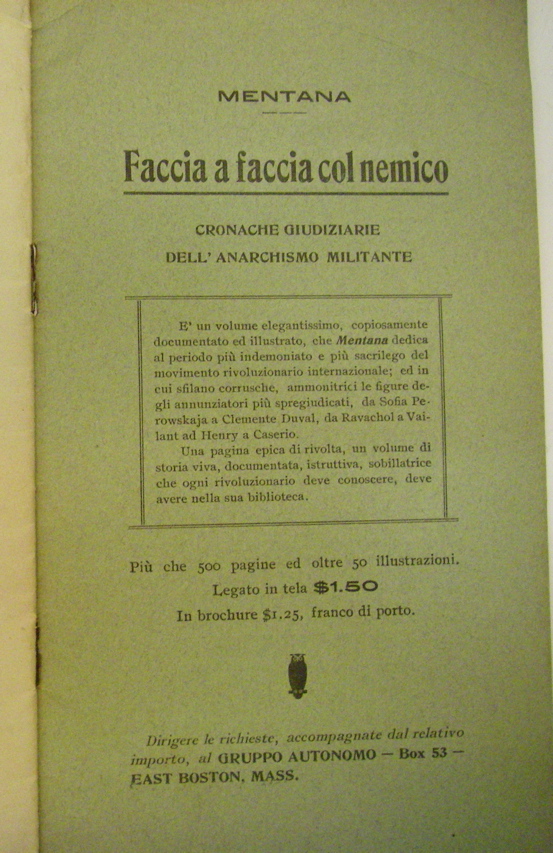 MENTANA
Faccia a faccia col nemico
CRONACHE GIUDIZIARIE
DELL' ANARCHISMO MILITANTE
E' un volume elegantissimo, copiosamente
documentato ed illustrato, che Mentana dedica
al periodo più indemoniato e più sacrilego del
movimento rivoluzionario internazionale; ed in
cui sfilano corrusche, ammonitrici le figure de-
gli annunziatori più spregiudicati, da Sofia Pe-
rowskaja a Clemente Duval, da Ravachol a Vai-
lant ad Henry a Caserio.
Una pagina epica di rivolta, un volume di
storia viva, documentata, istruttiva, sobillatrice
che ogni rivoluzionario deve conoscere, deve
avere nella sua biblioteca.
Più che 500 pagine ed oltre 50 illustrazioni.
Legato in tela $1.50
In brochure $1.25, franco di porto.
Dirigere le richieste, accompagnate dal relativo
importo, al GRUPPO AUTONOMO — Box 53 —
EAST BOSTON, MASS.